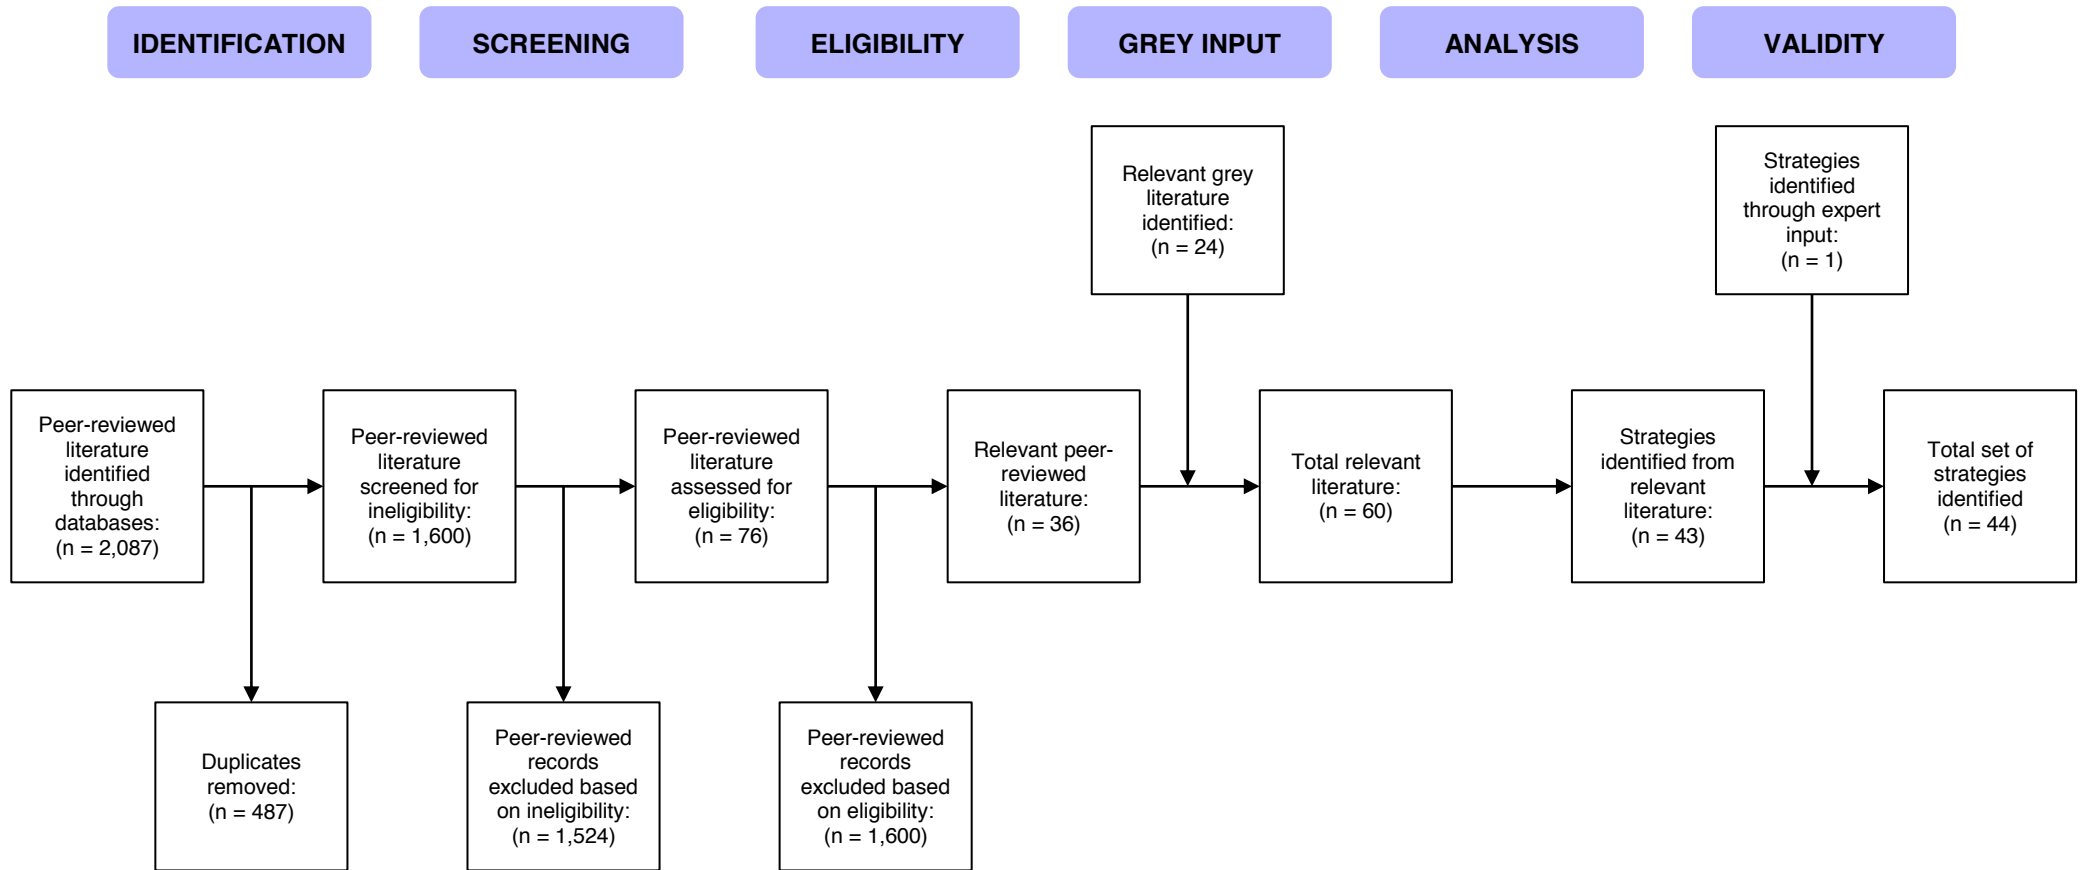 IDENTIFICATION
SCREENING
ELIGIBILITY
GREY INPUT
ANALYSIS
VALIDITY
Relevant grey
literature
identified:
(n = 24)
Strategies
identified
through expert
input:
(n = 1)
Peer-reviewed
literature
identified
through
databases:
(n = 2,087)
Peer-reviewed
literature
screened for
ineligibility:
(n = 1,600)
Peer-reviewed
literature
assessed for
eligibility:
(n = 76)
Relevant peer-
reviewed
literature:
(n = 36)
Total relevant
literature:
(n = 60)
Strategies
identified from
relevant
literature:
(n = 43)
Total set of
strategies
identified
(n = 44)
Duplicates
removed:
(n = 487)
Peer-reviewed
records
excluded based
on ineligibility:
(n = 1,524)
Peer-reviewed
records
excluded based
on eligibility:
(n = 1,600)